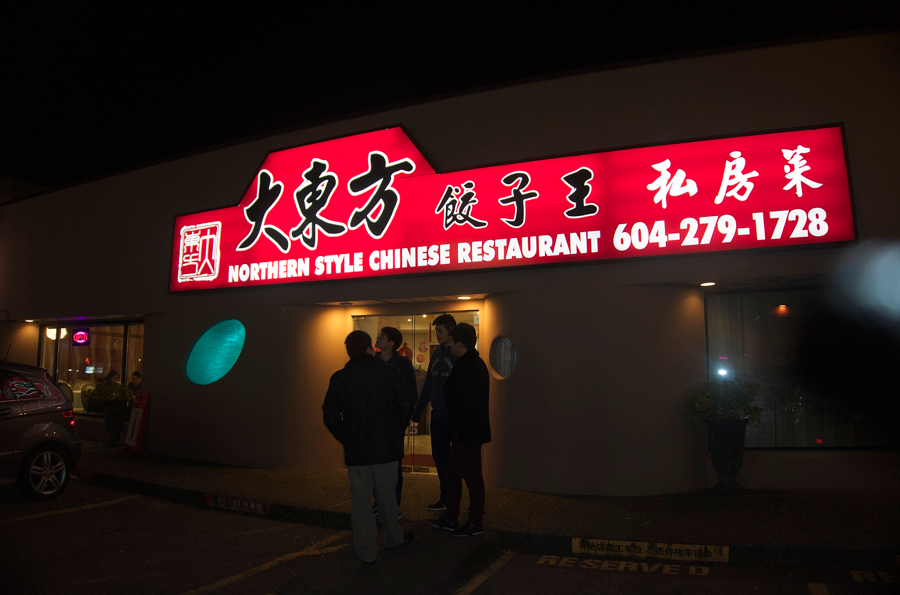 大東方 餃子王 私房菜
NORTHERN STYLE CHINESE RESTAURANT 604-279-1728
RESERVED